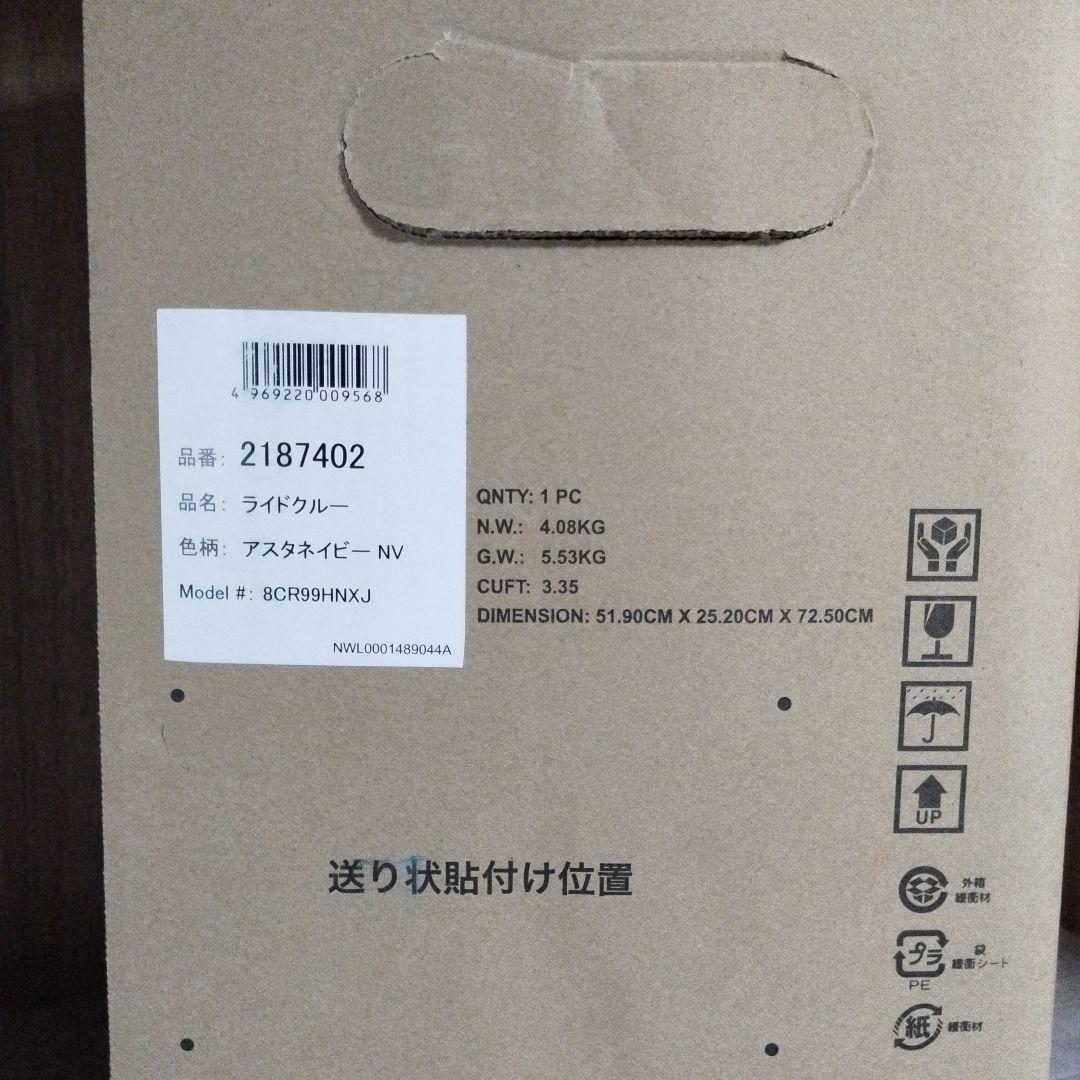 4 969220 009568
品番: 2187402
品名: ライドクルー
色柄: アスタネイビー NV
Model #: 8CR99HNXJ
NWL0001489044A
QNTY: 1 PC
N.W.: 4.08KG
G.W.: 5.53KG
CUFT: 3.35
DIMENSION: 51.90CM X 25.20CM X 72.50CM
UP
送り状貼付け位置
外箱
緩衝材
プラ
PE
袋
緩衝シート
紙
緩衝材